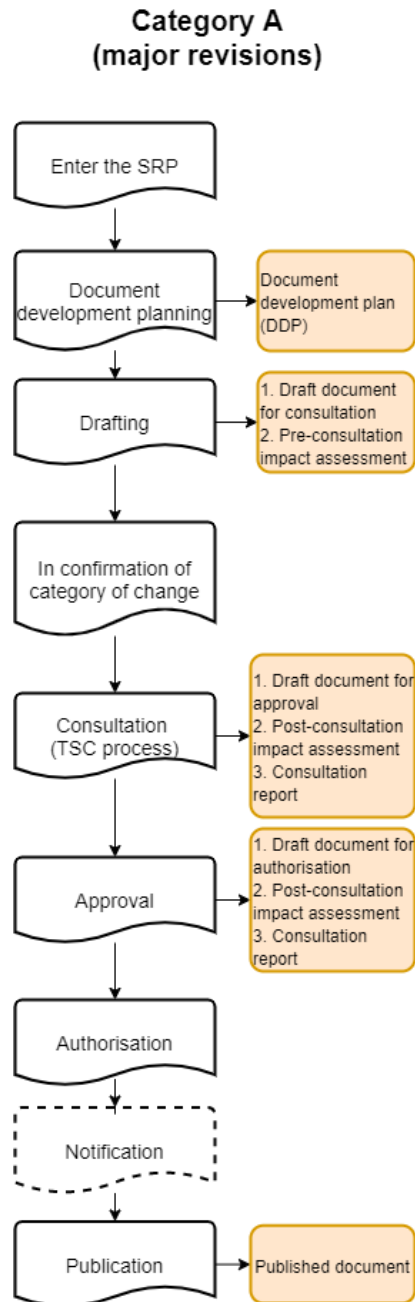 Category A
(major revisions)
Enter the SRP
Document
development planning
Document
development plan
(DDP)
Drafting
1. Draft document
for consultation
2. Pre-consultation
impact assessment
In confirmation of
category of change
Consultation
(TSC process)
1. Draft document for
approval
2. Post-consultation
impact assessment
3. Consultation
report
Approval
1. Draft document for
authorisation
2. Post-consultation
impact assessment
3. Consultation
report
Authorisation
Notification
Publication
Published document